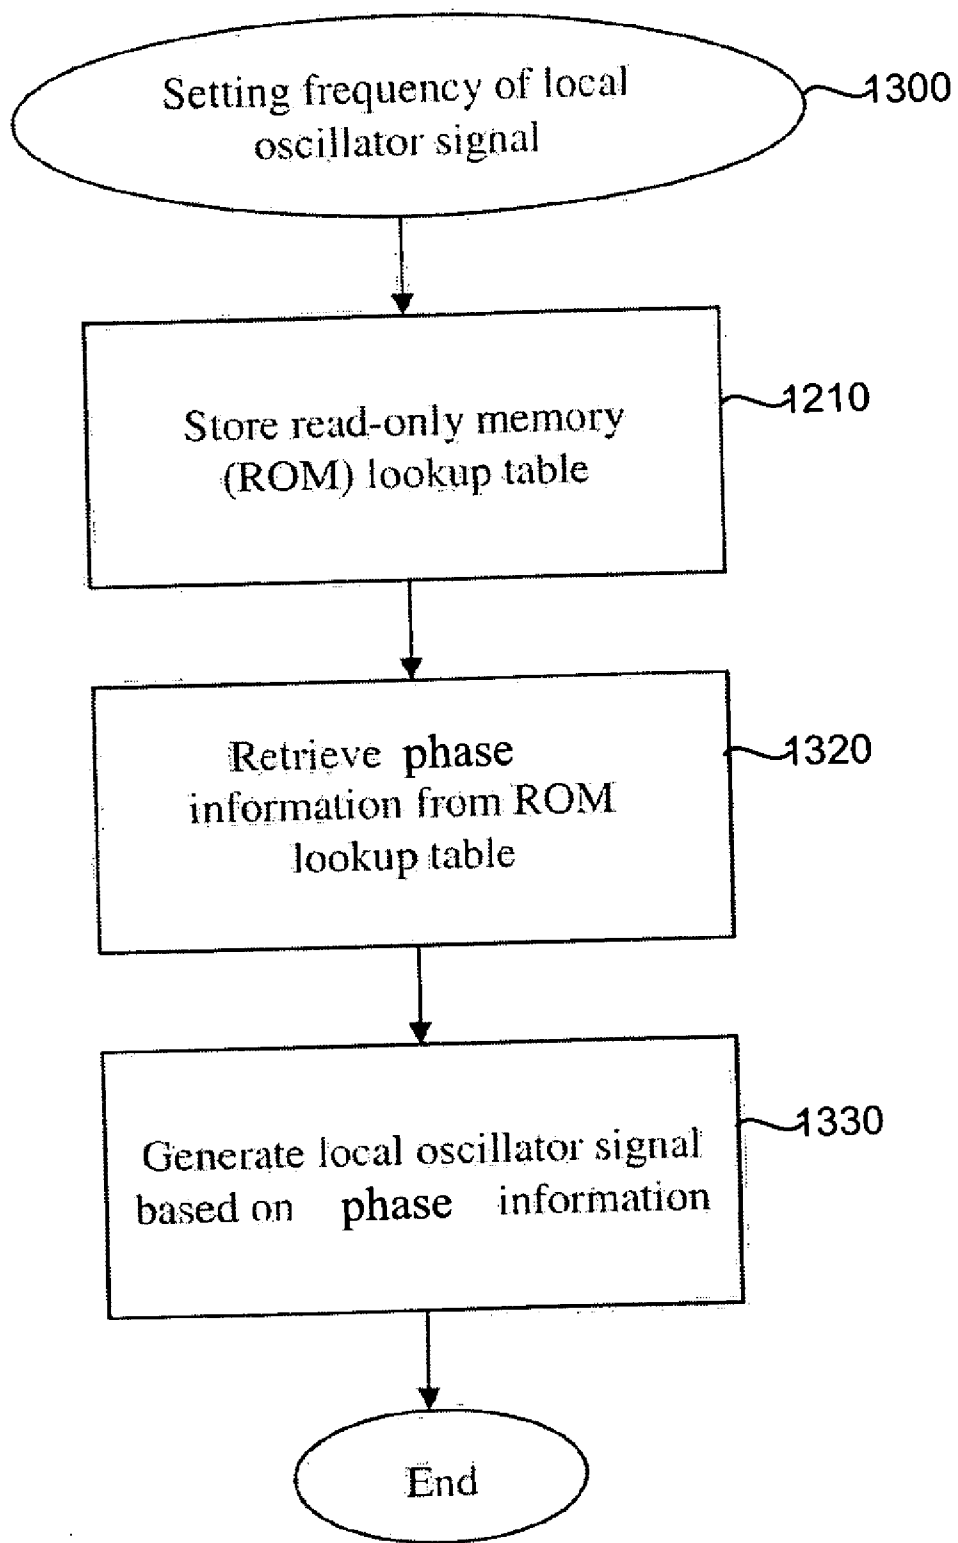 Setting frequency of local
oscillator signal
1300
Store read-only memory
(ROM) lookup table
1210
Retrieve phase
information from ROM
lookup table
1320
Generate local oscillator signal
based on phase information
1330
End